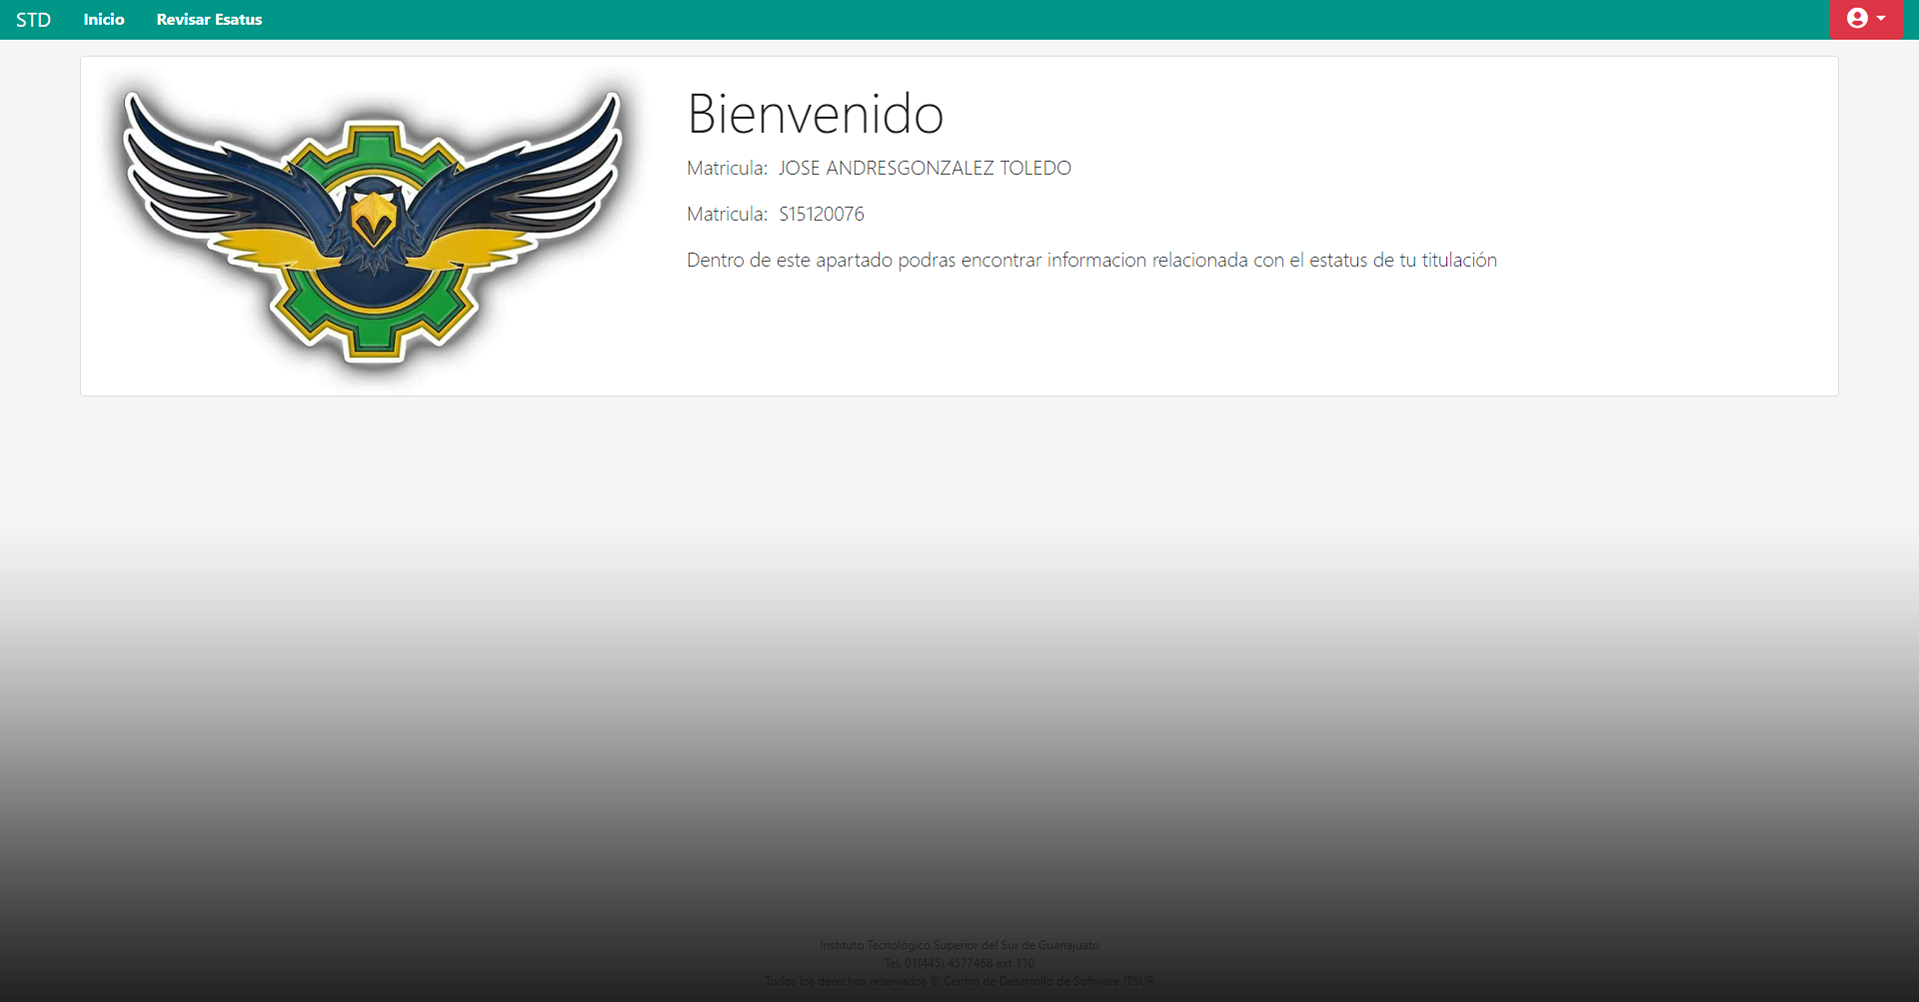 STD Inicio Revisar Esatus
Bienvenido
Matricula: JOSE ANDRESGONZALEZ TOLEDO
Matricula: S15120076
Dentro de este apartado podras encontrar informacion relacionada con el estatus de tu titulación
Instituto Tecnológico Superior del Sur de Guanajuato
Tel. 01(445) 4577468 ext 110
Todos los derechos reservados © Centro de Desarrollo de Software ITSUR